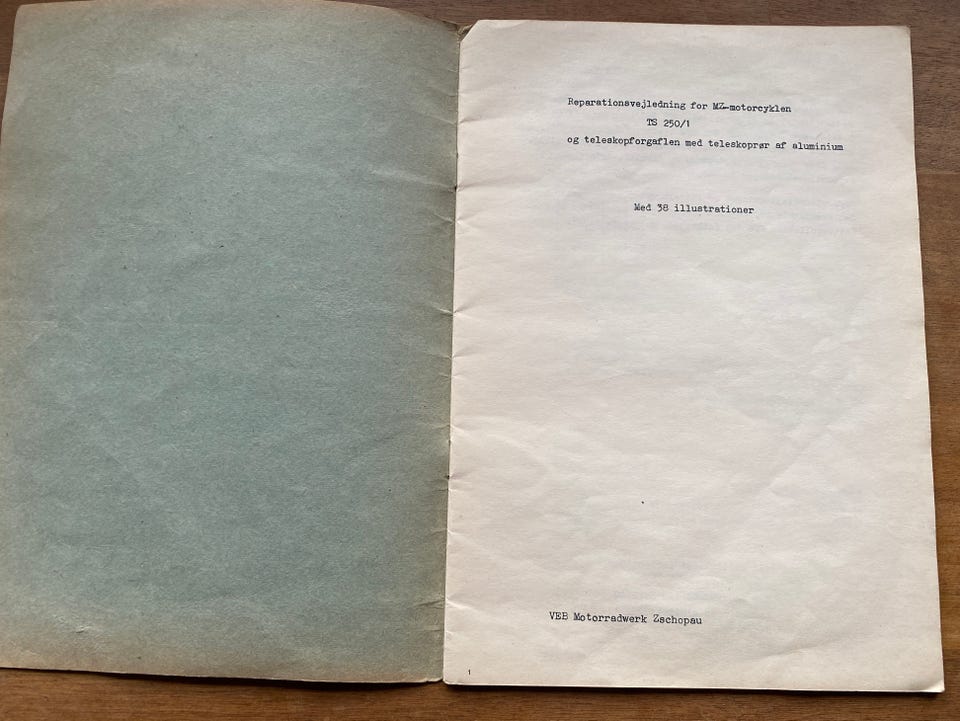 Reparationsvejledning for MZ-motorcyklen
TS 250/1
og teleskopforgaflen med teleskoprør af aluminium
Med 38 illustrationer
VEB Motorradwerk Zschopau
1